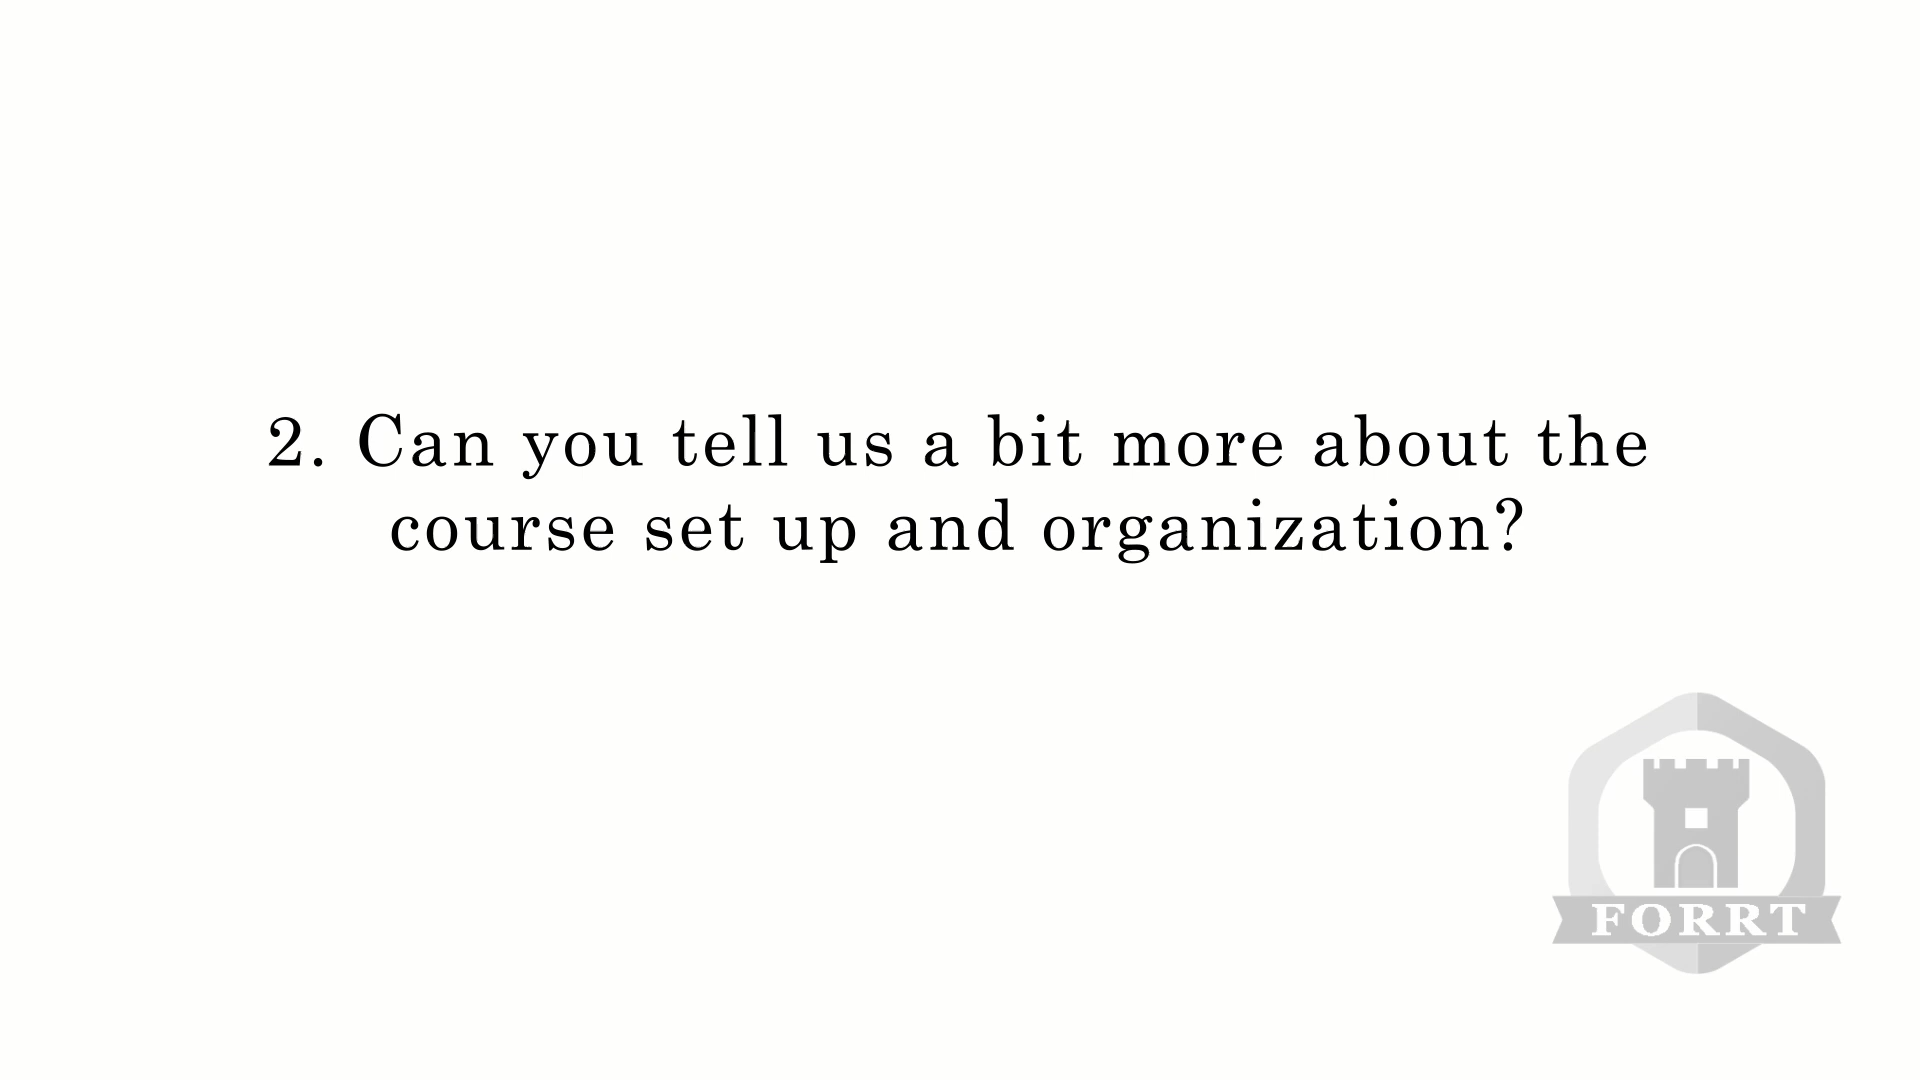 2. Can you tell us a bit more about the
course set up and organization?
FORRT